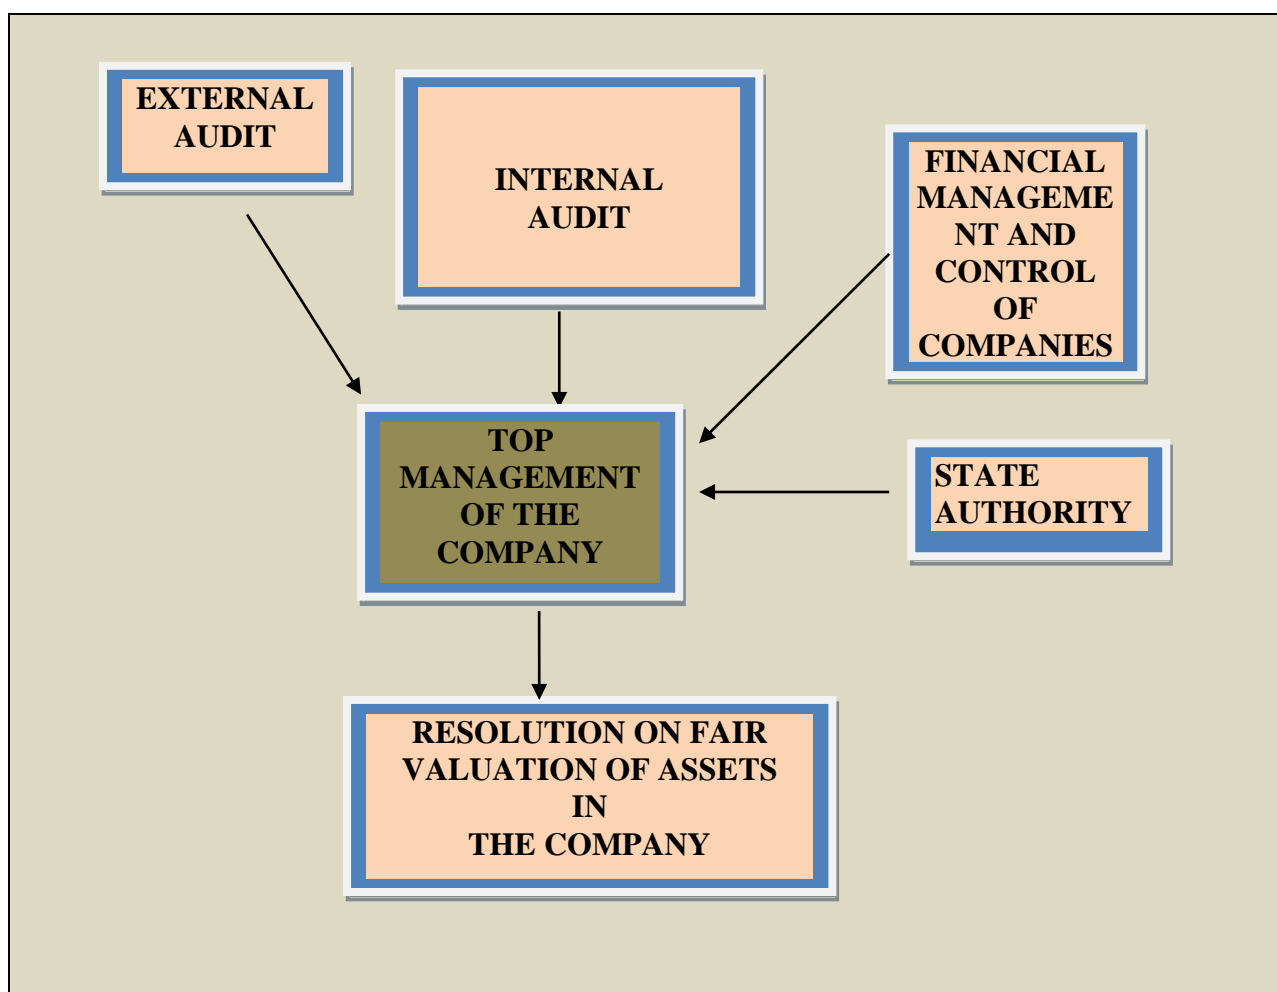 EXTERNAL
AUDIT
INTERNAL
AUDIT
FINANCIAL
MANAGEME
NT AND
CONTROL
OF
COMPANIES
TOP
MANAGEMENT
OF THE
COMPANY
STATE
AUTHORITY
RESOLUTION ON FAIR
VALUATION OF ASSETS
IN
THE COMPANY